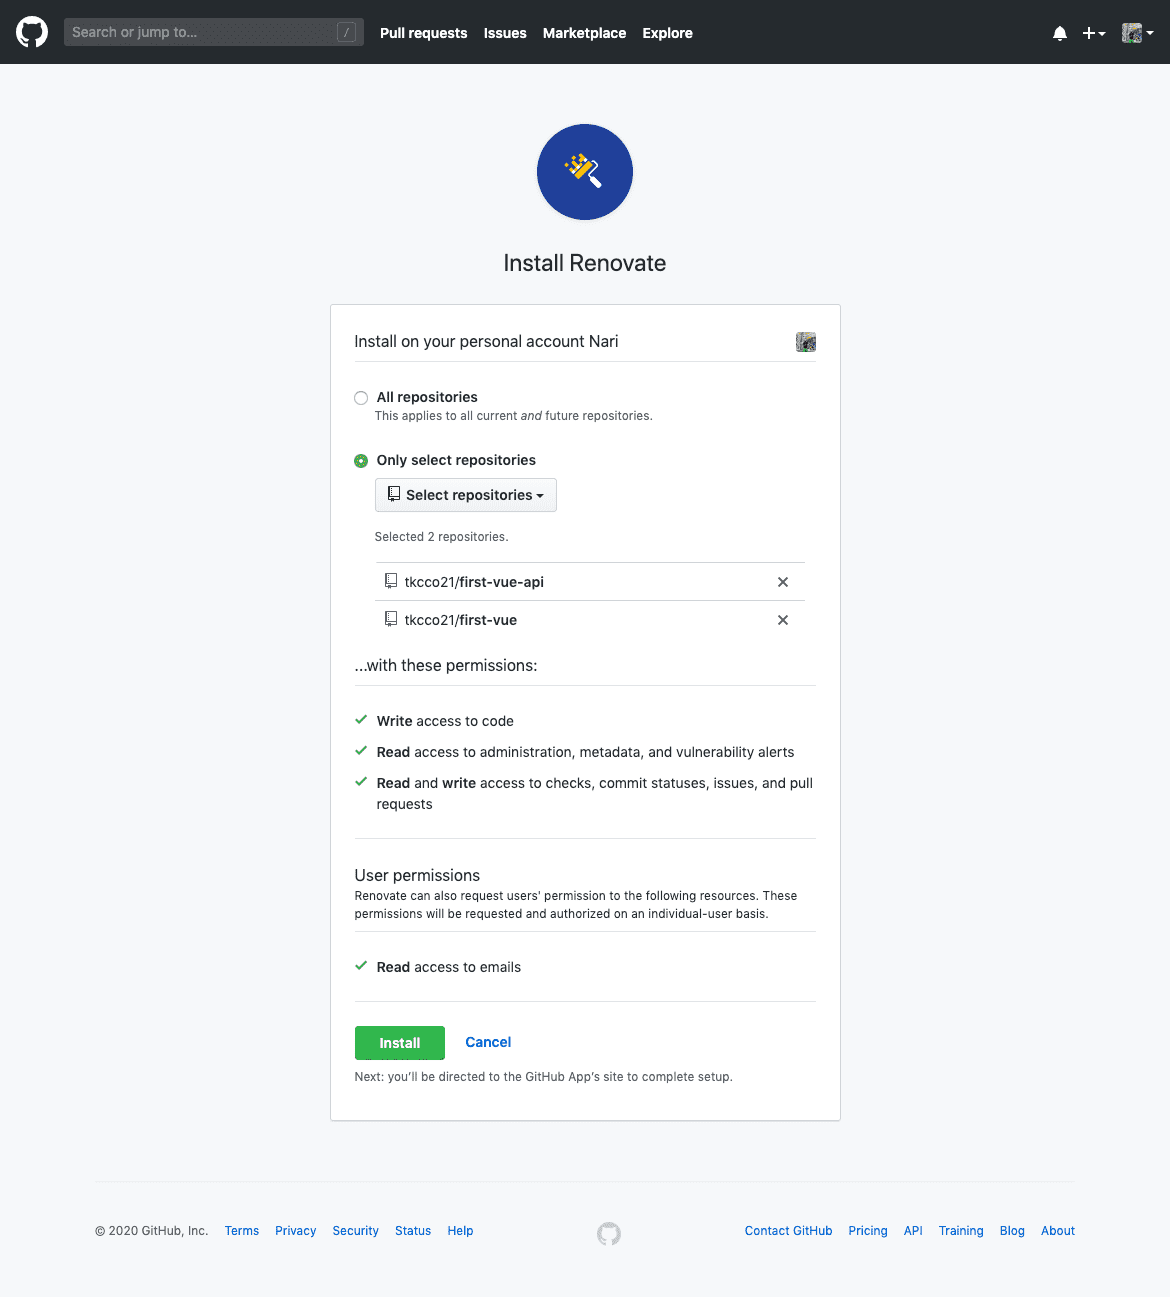 Search or jump to... / Pull requests Issues Marketplace Explore
Install Renovate
Install on your personal account Nari
All repositories
This applies to all current and future repositories.
Only select repositories
Select repositories
Selected 2 repositories.
tkcco21/first-vue-api
tkcco21/first-vue
...with these permissions:
Write access to code
Read access to administration, metadata, and vulnerability alerts
Read and write access to checks, commit statuses, issues, and pull
requests
User permissions
Renovate can also request users' permission to the following resources. These
permissions will be requested and authorized on an individual-user basis.
Read access to emails
Install Cancel
Next: you’ll be directed to the GitHub App’s site to complete setup.
© 2020 GitHub, Inc. Terms Privacy Security Status Help Contact GitHub Pricing API Training Blog About